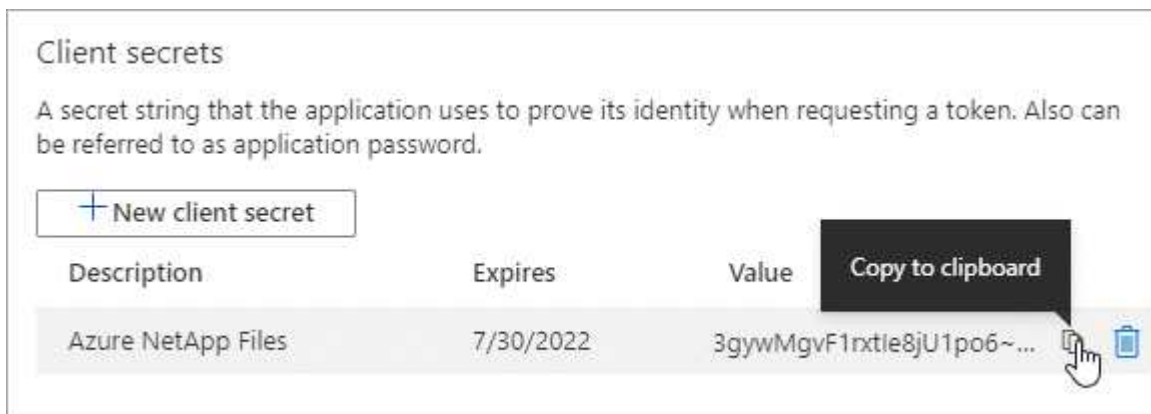 Client secrets
A secret string that the application uses to prove its identity when requesting a token. Also can
be referred to as application password.
+ New client secret
Description Expires Value Copy to clipboard
Azure NetApp Files 7/30/2022 3gywMgvF1rxtIe8jU1po6~...